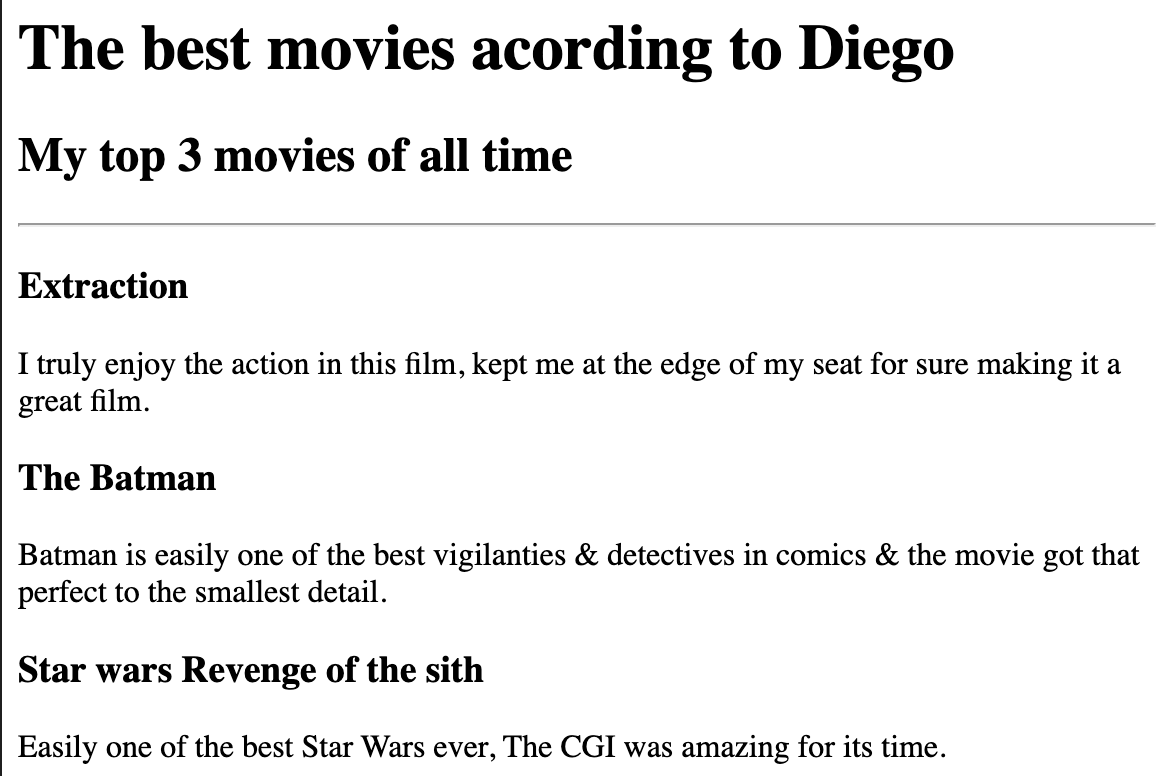 The best movies acording to Diego
My top 3 movies of all time
Extraction
I truly enjoy the action in this film, kept me at the edge of my seat for sure making it a
great film.
The Batman
Batman is easily one of the best vigilanties & detectives in comics & the movie got that
perfect to the smallest detail.
Star wars Revenge of the sith
Easily one of the best Star Wars ever, The CGI was amazing for its time.